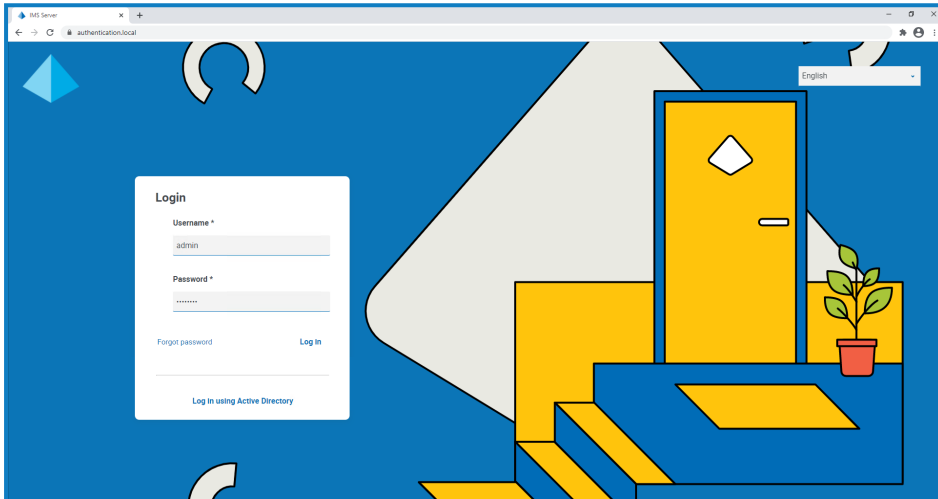 IMS Server
authentication.local
English
Login
Username *
admin
Password *
••••••••
Forgot password
Log in
Log in using Active Directory